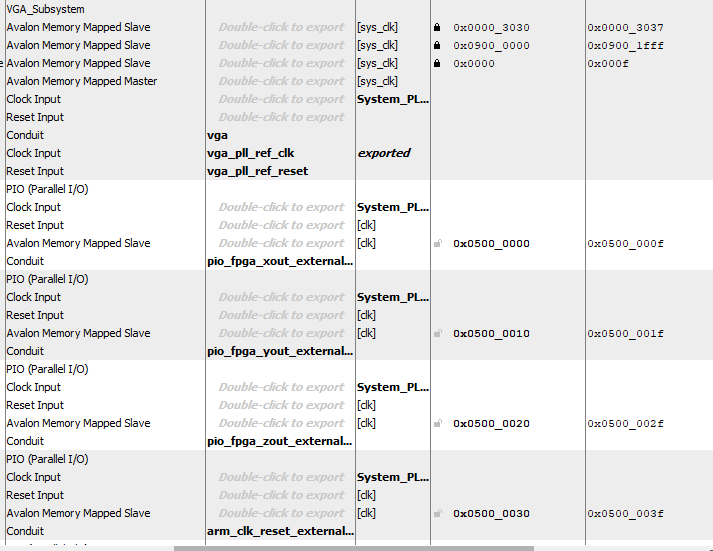 VGA_Subsystem
Avalon Memory Mapped Slave Double-click to export [sys_clk] 0x0000_3030 0x0000_3037
Avalon Memory Mapped Slave Double-click to export [sys_clk] 0x0900_0000 0x0900_1fff
e Avalon Memory Mapped Slave Double-click to export [sys_clk] 0x0000 0x000f
Avalon Memory Mapped Master Double-click to export [sys_clk]
Clock Input Double-click to export System_PL...
Reset Input Double-click to export
Conduit vga
Clock Input vga_pll_ref_clk exported
Reset Input vga_pll_ref_reset
PIO (Parallel I/O)
Clock Input Double-click to export System_PL...
Reset Input Double-click to export [clk]
Avalon Memory Mapped Slave Double-click to export [clk] 0x0500_0000 0x0500_000f
Conduit pio_fpga_xout_external...
PIO (Parallel I/O)
Clock Input Double-click to export System_PL...
Reset Input Double-click to export [clk]
Avalon Memory Mapped Slave Double-click to export [clk] 0x0500_0010 0x0500_001f
Conduit pio_fpga_yout_external...
PIO (Parallel I/O)
Clock Input Double-click to export System_PL...
Reset Input Double-click to export [clk]
Avalon Memory Mapped Slave Double-click to export [clk] 0x0500_0020 0x0500_002f
Conduit pio_fpga_zout_external...
PIO (Parallel I/O)
Clock Input Double-click to export System_PL...
Reset Input Double-click to export [clk]
Avalon Memory Mapped Slave Double-click to export [clk] 0x0500_0030 0x0500_003f
Conduit arm_clk_reset_external...